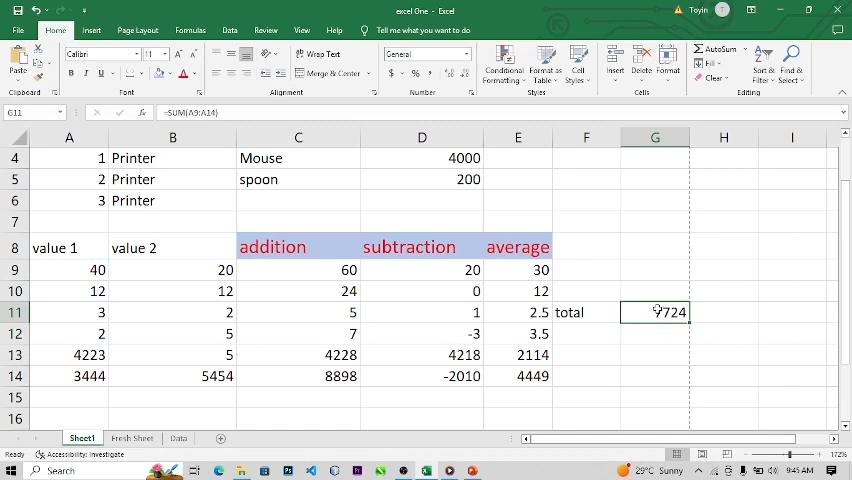 excel One - Excel
Toyin T
File Home Insert Page Layout Formulas Data Review View Help Tell me what you want to do
Paste Calibri 11 A A Wrap Text General Conditional Formatting Format as Table Cell Styles Insert Delete Format AutoSum Fill Clear Sort & Filter Find & Select
B I U A Merge & Center $ % ,
Clipboard Font Alignment Number Styles Cells Editing
G11 fx =SUM(A9:A14)
A B C D E F G H I
4 1 Printer Mouse 4000
5 2 Printer spoon 200
6 3 Printer
7
8 value 1 value 2 addition subtraction average
9 40 20 60 20 30
10 12 12 24 0 12
11 3 2 5 1 2.5 total 7724
12 2 5 7 -3 3.5
13 4223 5 4228 4218 2114
14 3444 5454 8898 -2010 4449
15
16
Sheet1 Fresh Sheet Data
Ready Accessibility: Investigate 172%
Search 29°C Sunny 9:45 AM